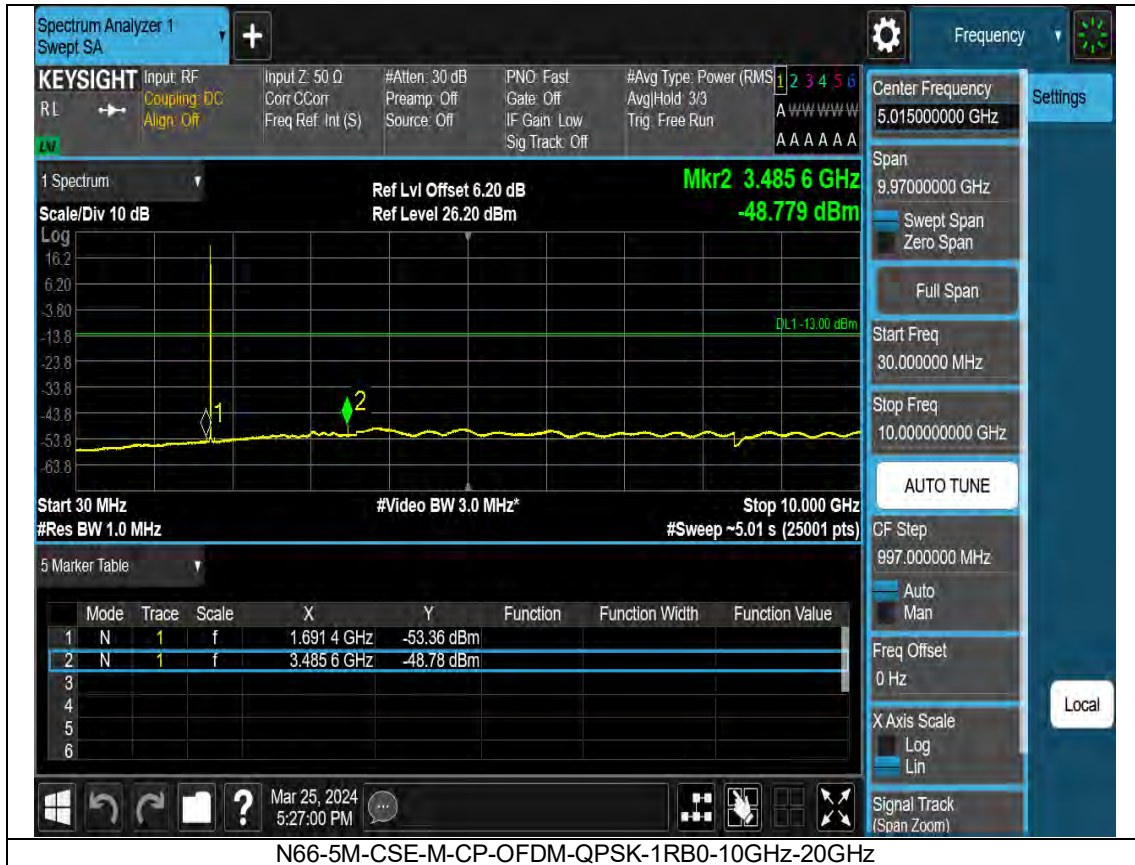 Spectrum Analyzer 1
Swept SA
Frequency
KEYSIGHT
RL
LXI
Input: RF
Coupling: DC
Align: Off
Input Z: 50 Ω
Corr CCorr
Freq Ref: Int (S)
#Atten: 30 dB
Preamp: Off
Source: Off
PNO: Fast
Gate: Off
IF Gain: Low
Sig Track: Off
#Avg Type: Power (RMS
Avg|Hold: 3/3
Trig: Free Run
1 2 3 4 5 6
A W W W W W
A A A A A A
1 Spectrum
Scale/Div 10 dB
Ref Lvl Offset 6.20 dB
Ref Level 26.20 dBm
Mkr2 3.485 6 GHz
-48.779 dBm
Log
16.2
6.20
-3.80
-13.8
-23.8
-33.8
-43.8
-53.8
-63.8
DL1 -13.00 dBm
1
2
Start 30 MHz
#Res BW 1.0 MHz
#Video BW 3.0 MHz*
Stop 10.000 GHz
#Sweep ~5.01 s (25001 pts)
5 Marker Table
Mode Trace Scale X Y Function Function Width Function Value
1 N 1 f 1.691 4 GHz -53.36 dBm
2 N 1 f 3.485 6 GHz -48.78 dBm
3
4
5
6
Mar 25, 2024
5:27:00 PM
Center Frequency
5.015000000 GHz
Span
9.97000000 GHz
Swept Span
Zero Span
Full Span
Start Freq
30.000000 MHz
Stop Freq
10.000000000 GHz
AUTO TUNE
CF Step
997.000000 MHz
Auto
Man
Freq Offset
0 Hz
X Axis Scale
Log
Lin
Signal Track
(Span Zoom)
Settings
Local
N66-5M-CSE-M-CP-OFDM-QPSK-1RB0-10GHz-20GHz